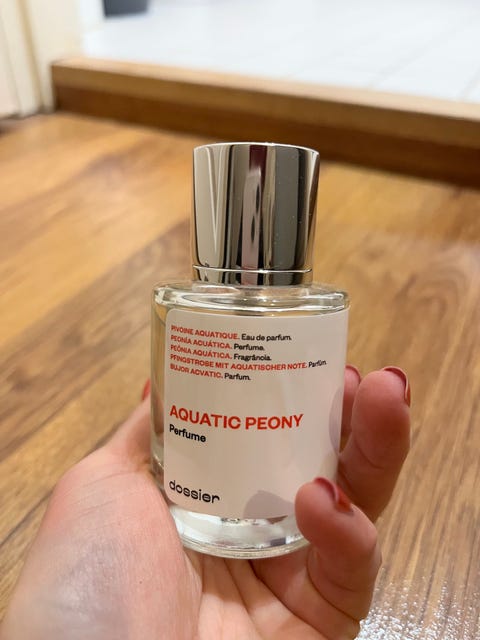 PIVOINE AQUATIQUE. Eau de parfum.
PEONÍA ACUÁTICA. Perfume.
PEÓNIA AQUÁTICA. Fragrância.
PFINGSTROSE MIT AQUATISCHER NOTE. Parfüm.
BUJOR ACVATIC. Parfum.
AQUATIC PEONY
Perfume
dossier